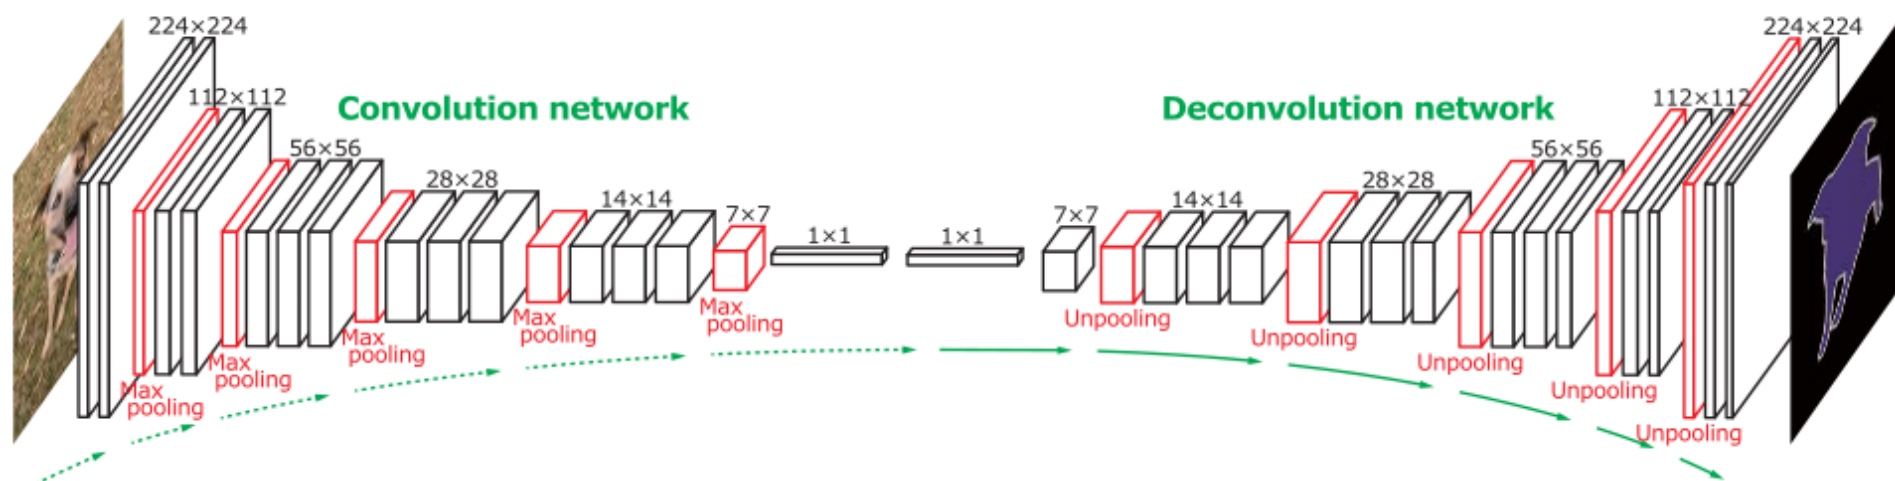 224×224
112×112
Convolution network
56×56
28×28
14×14
7×7
1×1
1×1
7×7
14×14
28×28
56×56
Deconvolution network
112×112
224×224
Max
pooling
Max
pooling
Max
pooling
Max
pooling
Max
pooling
Unpooling
Unpooling
Unpooling
Unpooling
Unpooling